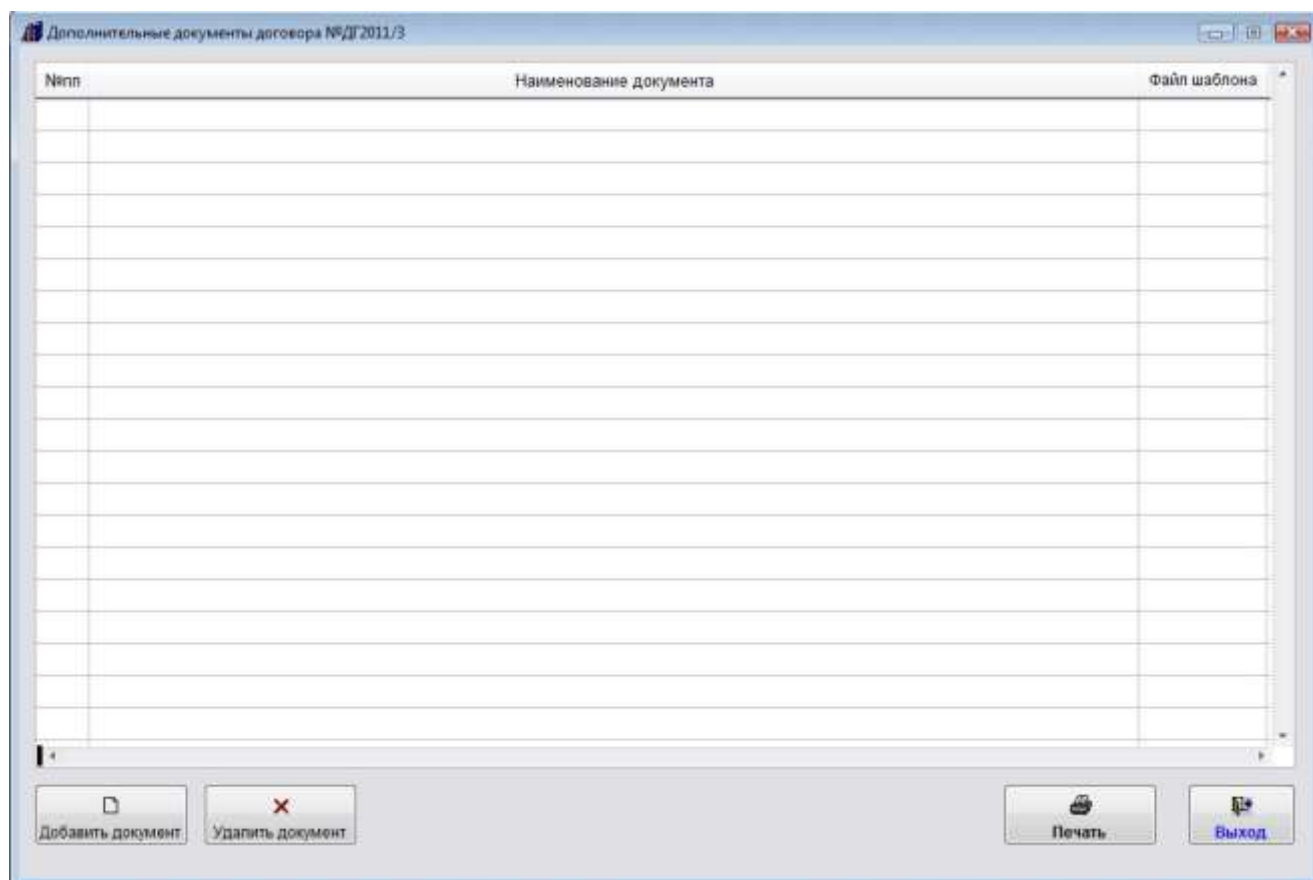 Дополнительные документы договора №ДГ2011/3
№пп Наименование документа Файл шаблона
Добавить документ Удалить документ Печать Выход